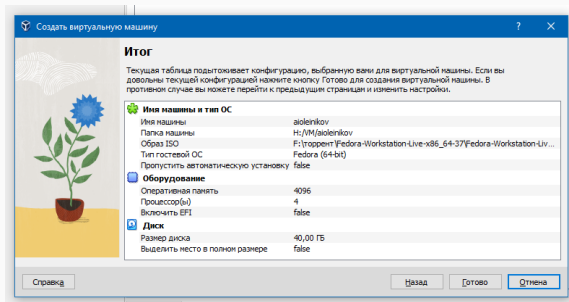 Создать виртуальную машину
Итог
Текущая таблица подытоживает конфигурацию, выбранную вами для виртуальной машины. Если вы
довольны текущей конфигурацией нажмите кнопку Готово для создания виртуальной машины. В
противном случае вы можете перейти к предыдущим страницам и изменить настройки.
Имя машины и тип ОС
Имя машины aioleinikov
Папка машины H:/VM/aioleinikov
Образ ISO F:\торрент\Fedora-Workstation-Live-x86_64-37\Fedora-Workstation-Liv...
Тип гостевой ОС Fedora (64-bit)
Пропустить автоматическую установку false
Оборудование
Оперативная память 4096
Процессор(ы) 4
Включить EFI false
Диск
Размер диска 40,00 ГБ
Выделить место в полном размере false
Справка Назад Готово Отмена